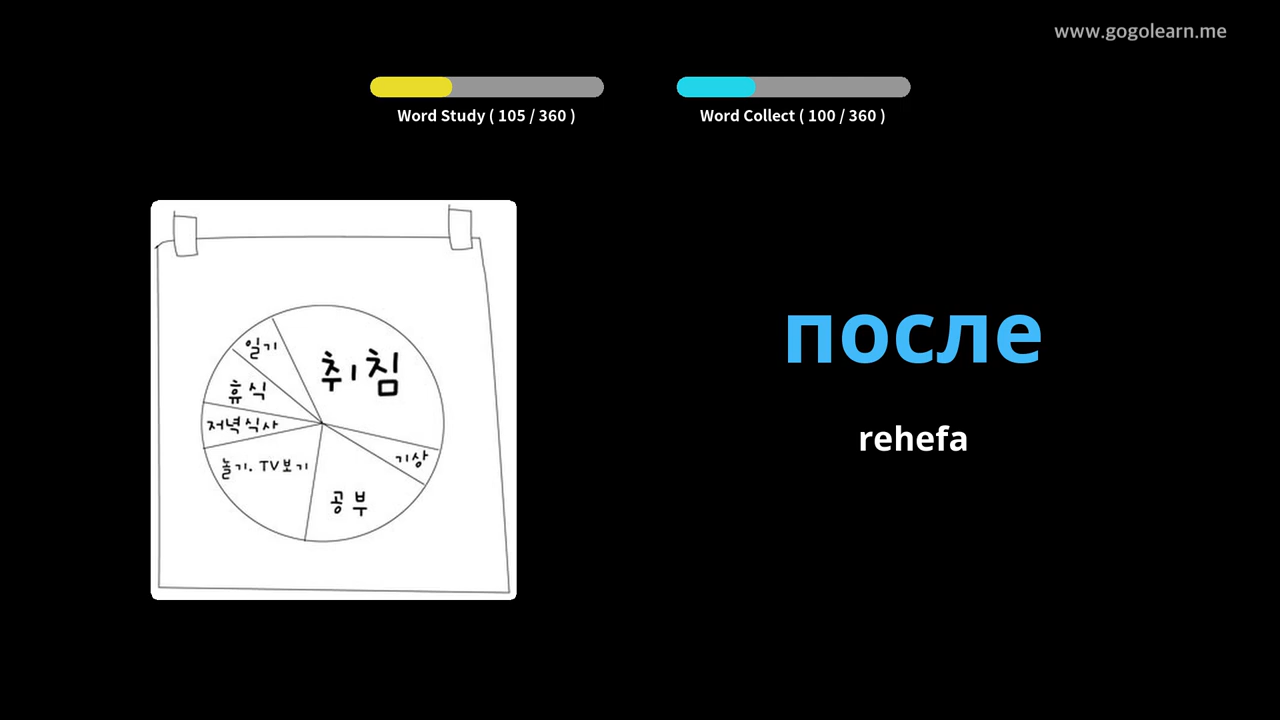 www.gogolearn.me
Word Study ( 105 / 360 )
Word Collect ( 100 / 360 )
일기
취침
휴식
저녁식사
놀기. TV보기
기상
공부
после
rehefa